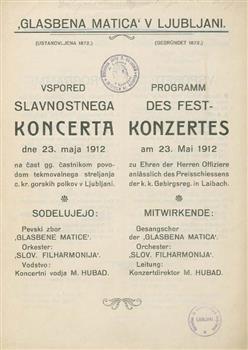 „GLASBENA MATICA" V LJUBLJANI.
(USTANOVLJENA 1872.) (GEGRÜNDET 1872.)
VSPORED
SLAVNOSTNEGA
KONCERTA
dne 23. maja 1912
na čast gg. častnikom povo-
dom tekmovalnega streljanja
c. kr. gorskih polkov v Ljubljani.
SODELUJEJO:
Pevski zbor
„GLASBENE MATICE".
Orkester:
„SLOV. FILHARMONIJA".
Vodstvo:
Koncertni vodja M. HUBAD.
PROGRAMM
DES FEST-
KONZERTES
am 23. Mai 1912
zu Ehren der Herren Offiziere
anlässlich des Preisschiessens
der k. k. Gebirgsreg. in Laibach.
MITWIRKENDE:
Gesangschor
der „GLASBENA MATICA".
Orchester:
„SLOV. FILHARMONIJA".
Leitung:
Konzertdirektor M. HUBAD.